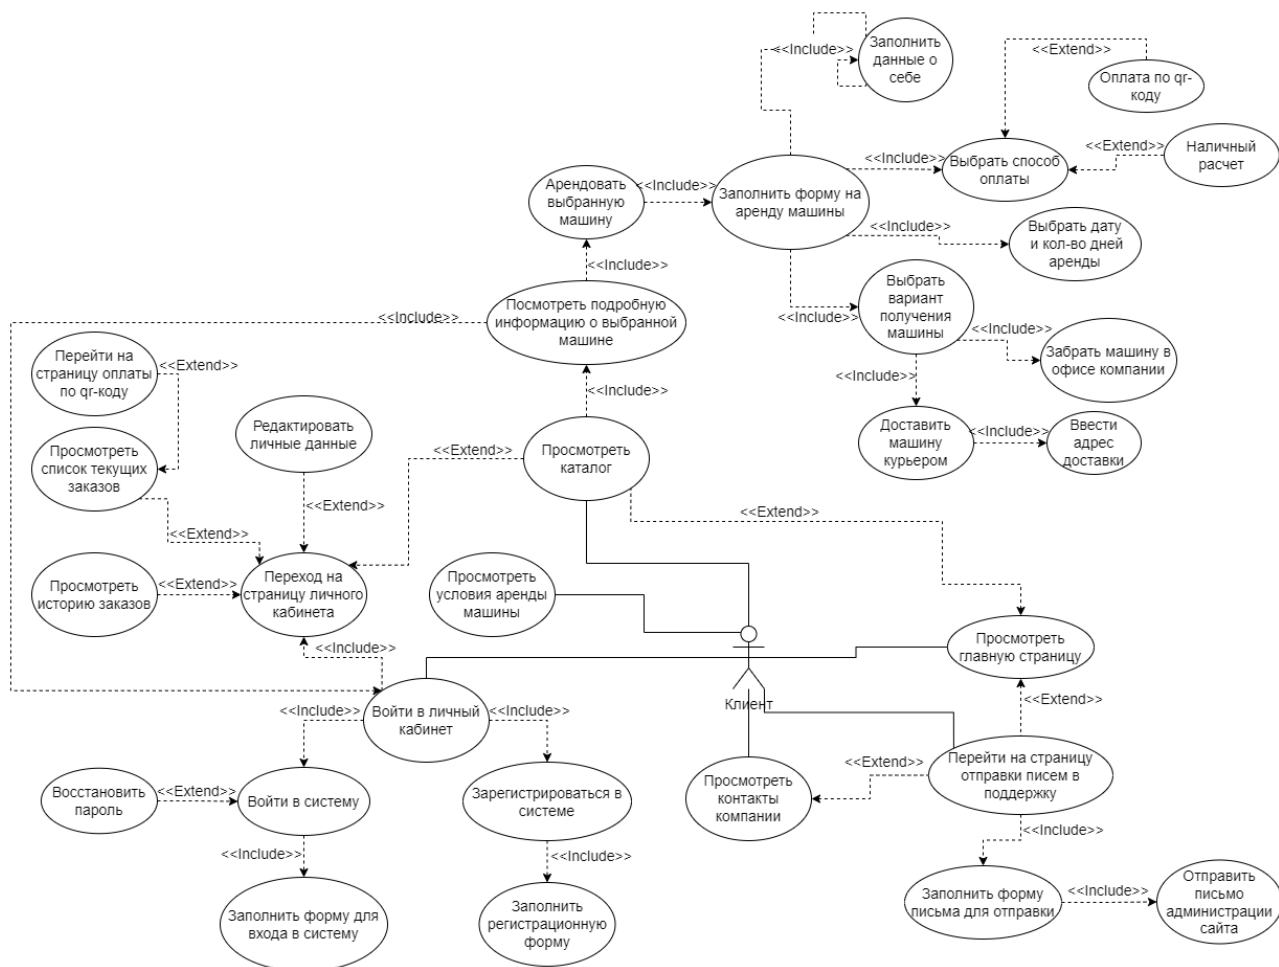 <<Include>>
Заполнить
данные о
себе
<<Extend>>
Оплата по qr-
коду
<<Extend>>
Наличный
расчет
<<Include>>
Выбрать способ
оплаты
Арендовать
выбранную
машину
<<Include>>
Заполнить форму на
аренду машины
<<Include>>
Выбрать дату
и кол-во дней
аренды
<<Include>>
Выбрать
вариант
получения
машины
<<Include>>
<<Include>>
Посмотреть подробную
информацию о выбранной
машине
<<Include>>
<<Include>>
Забрать машину в
офисе компании
Перейти на
страницу оплаты
по qr-коду
<<Extend>>
<<Include>>
<<Include>>
Редактировать
личные данные
Доставить
машину
курьером
<<Include>>
Ввести
адрес
доставки
Просмотреть
список текущих
заказов
<<Extend>>
Просмотреть
каталог
<<Extend>>
<<Extend>>
<<Extend>>
Просмотреть
историю заказов
<<Extend>>
Переход на
страницу личного
кабинета
Просмотреть
условия аренды
машины
<<Include>>
Просмотреть
главную страницу
Клиент
<<Extend>>
<<Include>>
Войти в личный
кабинет
<<Include>>
Перейти на страницу
отправки писем в
поддержку
<<Extend>>
Восстановить
пароль
<<Extend>>
Войти в систему
Зарегистрироваться в
системе
Просмотреть
контакты
компании
<<Include>>
<<Include>>
<<Include>>
Заполнить форму для
входа в систему
Заполнить
регистрационную
форму
Заполнить форму
письма для отправки
<<Include>>
Отправить
письмо
администрации
сайта